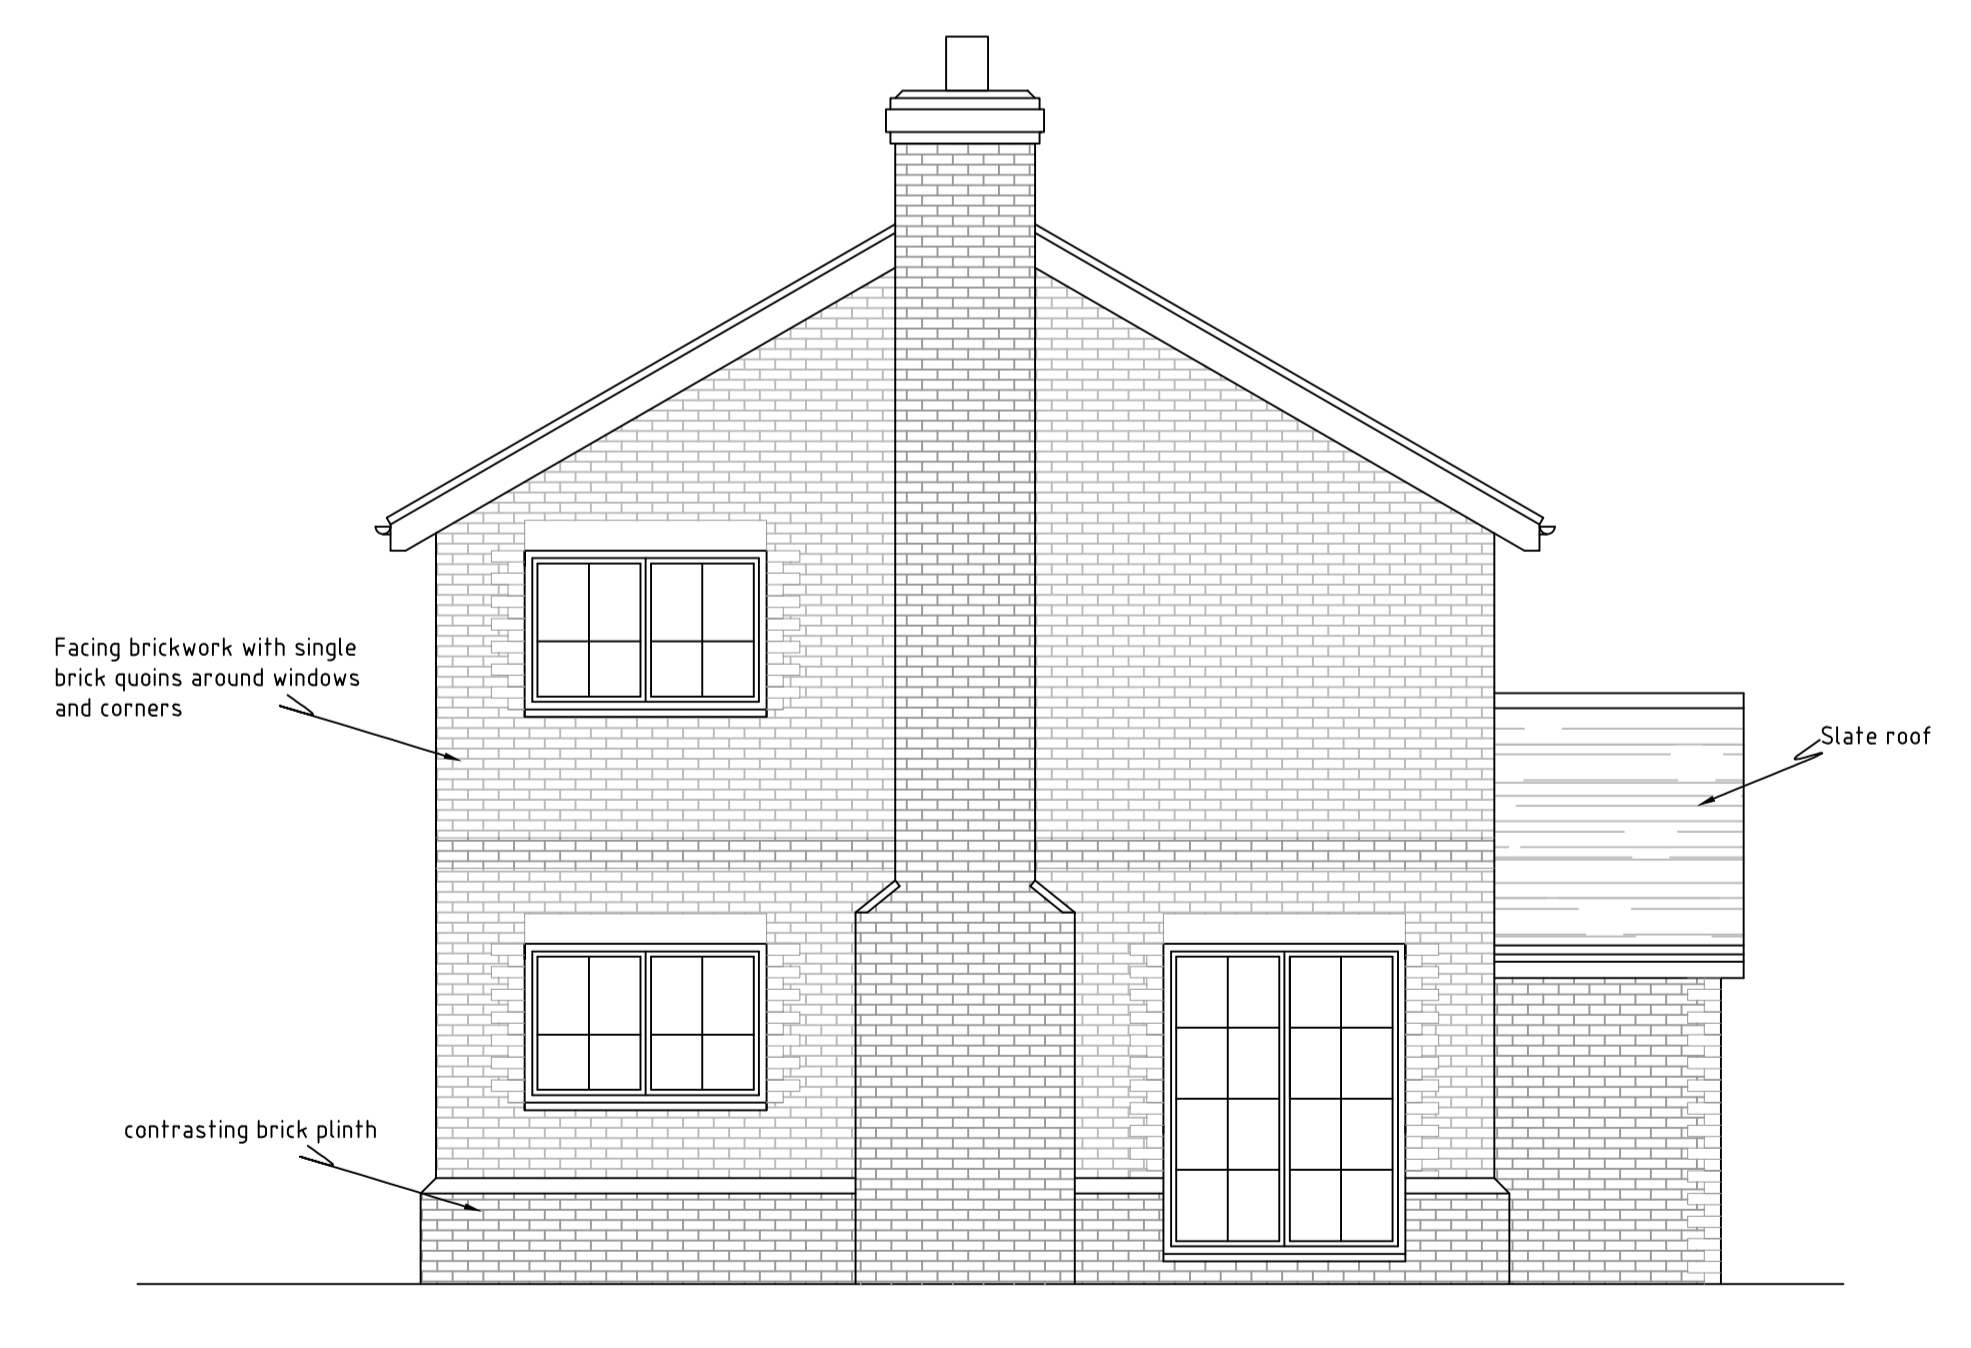 Facing brickwork with single
brick quoins around windows
and corners
Slate roof
contrasting brick plinth